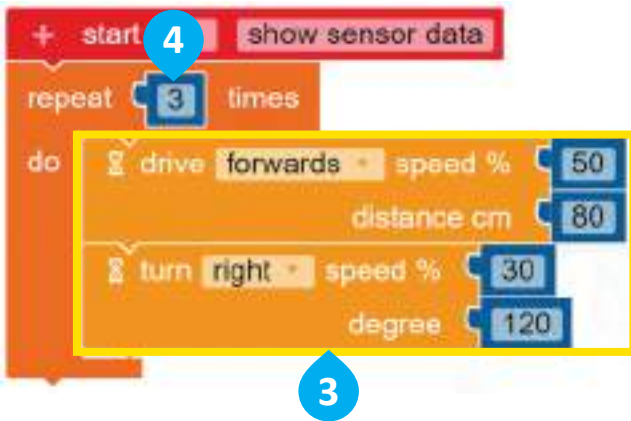 + start 4 show sensor data
repeat 3 times
do drive forwards speed % 50
distance cm 80
turn right speed % 30
degree 120
3